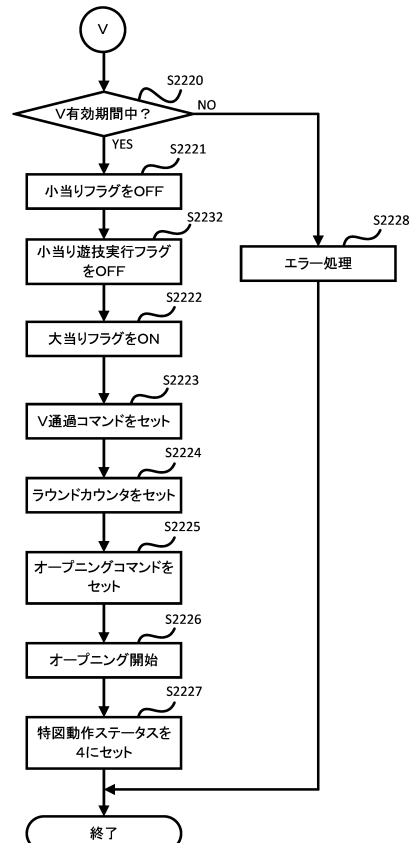 V
S2220
V有効期間中？
NO
YES
S2221
小当りフラグをOFF
S2232
小当り遊技実行フラグ
をOFF
S2228
エラー処理
S2222
大当りフラグをON
S2223
V通過コマンドをセット
S2224
ラウンドカウンタをセット
S2225
オープニングコマンドを
セット
S2226
オープニング開始
S2227
特図動作ステータスを
4にセット
終了